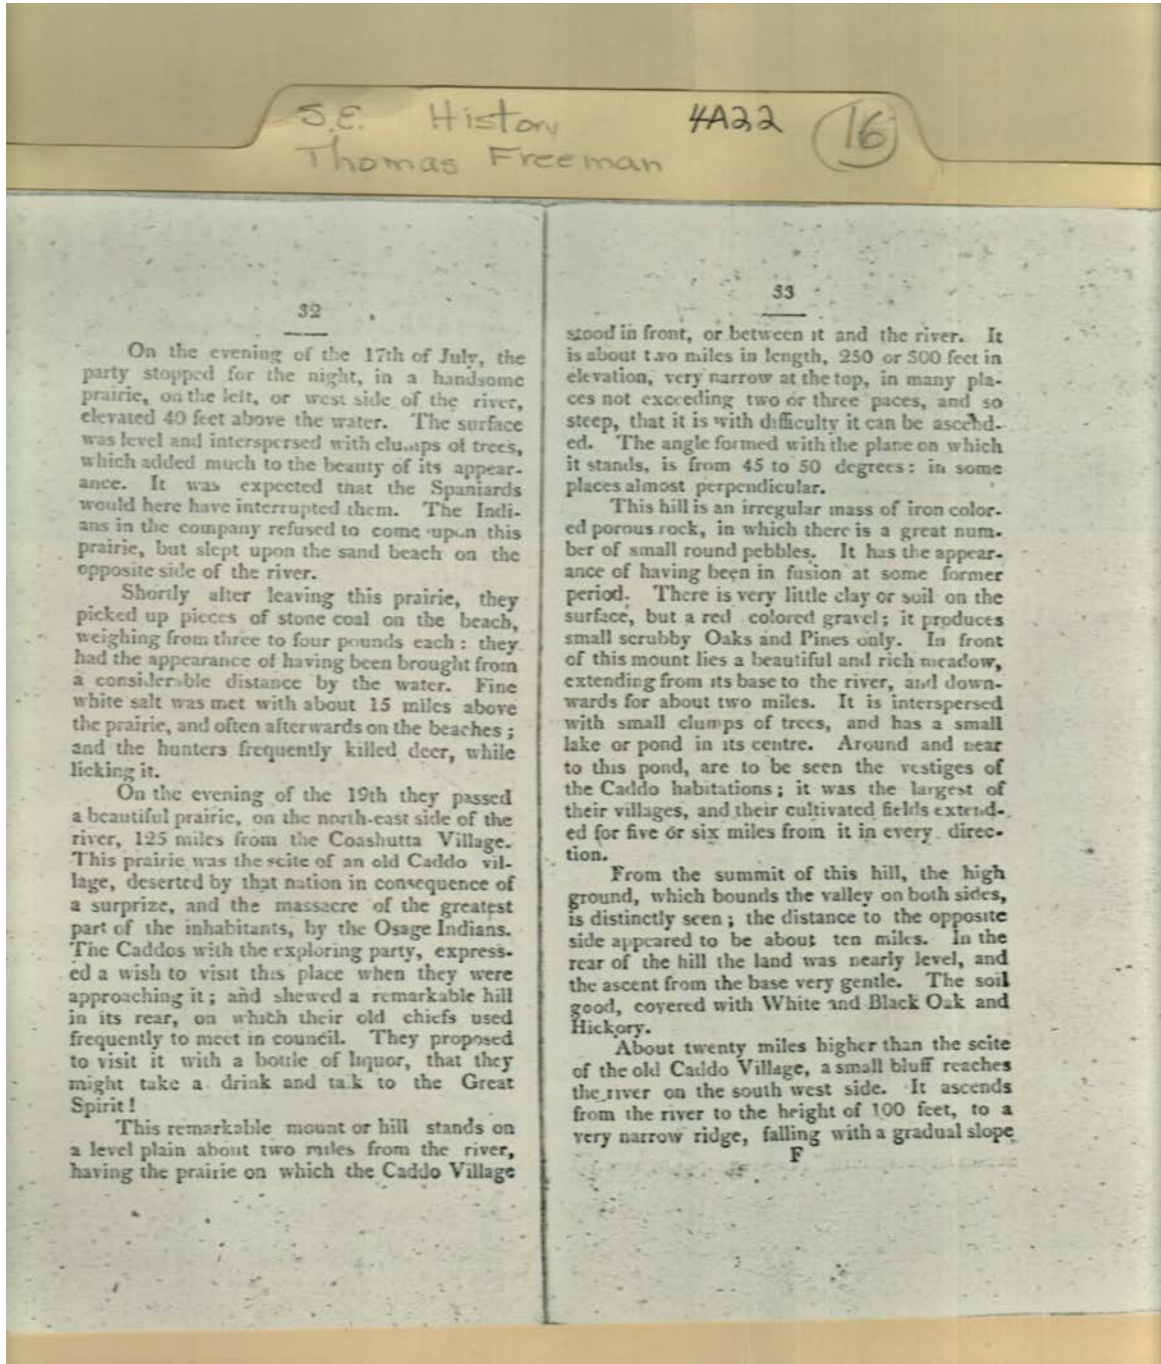 S.E. History 4A22 16
Thomas Freeman
32
On the evening of the 17th of July, the
party stopped for the night, in a handsome
prairie, on the left, or west side of the river,
elevated 40 feet above the water. The surface
was level and interspersed with clumps of trees,
which added much to the beauty of its appear-
ance. It was expected that the Spaniards
would here have interrupted them. The Indi-
ans in the company refused to come upon this
prairie, but slept upon the sand beach on the
opposite side of the river.
Shortly after leaving this prairie, they
picked up pieces of stone coal on the beach,
weighing from three to four pounds each: they
had the appearance of having been brought from
a considerable distance by the water. Fine
white salt was met with about 15 miles above
the prairie, and often afterwards on the beaches;
and the hunters frequently killed deer, while
licking it.
On the evening of the 19th they passed
a beautiful prairie, on the north-east side of the
river, 125 miles from the Coashutta Village.
This prairie was the scite of an old Caddo vil-
lage, deserted by that nation in consequence of
a surprize, and the massacre of the greatest
part of the inhabitants, by the Osage Indians.
The Caddos with the exploring party, express-
ed a wish to visit this place when they were
approaching it; and shewed a remarkable hill
in its rear, on which their old chiefs used
frequently to meet in council. They proposed
to visit it with a bottle of liquor, that they
might take a drink and talk to the Great
Spirit!
This remarkable mount or hill stands on
a level plain about two miles from the river,
having the prairie on which the Caddo Village
33
stood in front, or between it and the river. It
is about two miles in length, 250 or 300 feet in
elevation, very narrow at the top, in many pla-
ces not exceeding two or three paces, and so
steep, that it is with difficulty it can be ascend-
ed. The angle formed with the plane on which
it stands, is from 45 to 50 degrees: in some
places almost perpendicular.
This hill is an irregular mass of iron color-
ed porous rock, in which there is a great num-
ber of small round pebbles. It has the appear-
ance of having been in fusion at some former
period. There is very little clay or soil on the
surface, but a red colored gravel; it produces
small scrubby Oaks and Pines only. In front
of this mount lies a beautiful and rich meadow,
extending from its base to the river, and down-
wards for about two miles. It is interspersed
with small clumps of trees, and has a small
lake or pond in its centre. Around and near
to this pond, are to be seen the vestiges of
the Caddo habitations; it was the largest of
their villages, and their cultivated fields extend-
ed for five or six miles from it in every direc-
tion.
From the summit of this hill, the high
ground, which bounds the valley on both sides,
is distinctly seen; the distance to the opposite
side appeared to be about ten miles. In the
rear of the hill the land was nearly level, and
the ascent from the base very gentle. The soil
good, covered with White and Black Oak and
Hickory.
About twenty miles higher than the scite
of the old Caddo Village, a small bluff reaches
the river on the south west side. It ascends
from the river to the height of 100 feet, to a
very narrow ridge, falling with a gradual slope
F